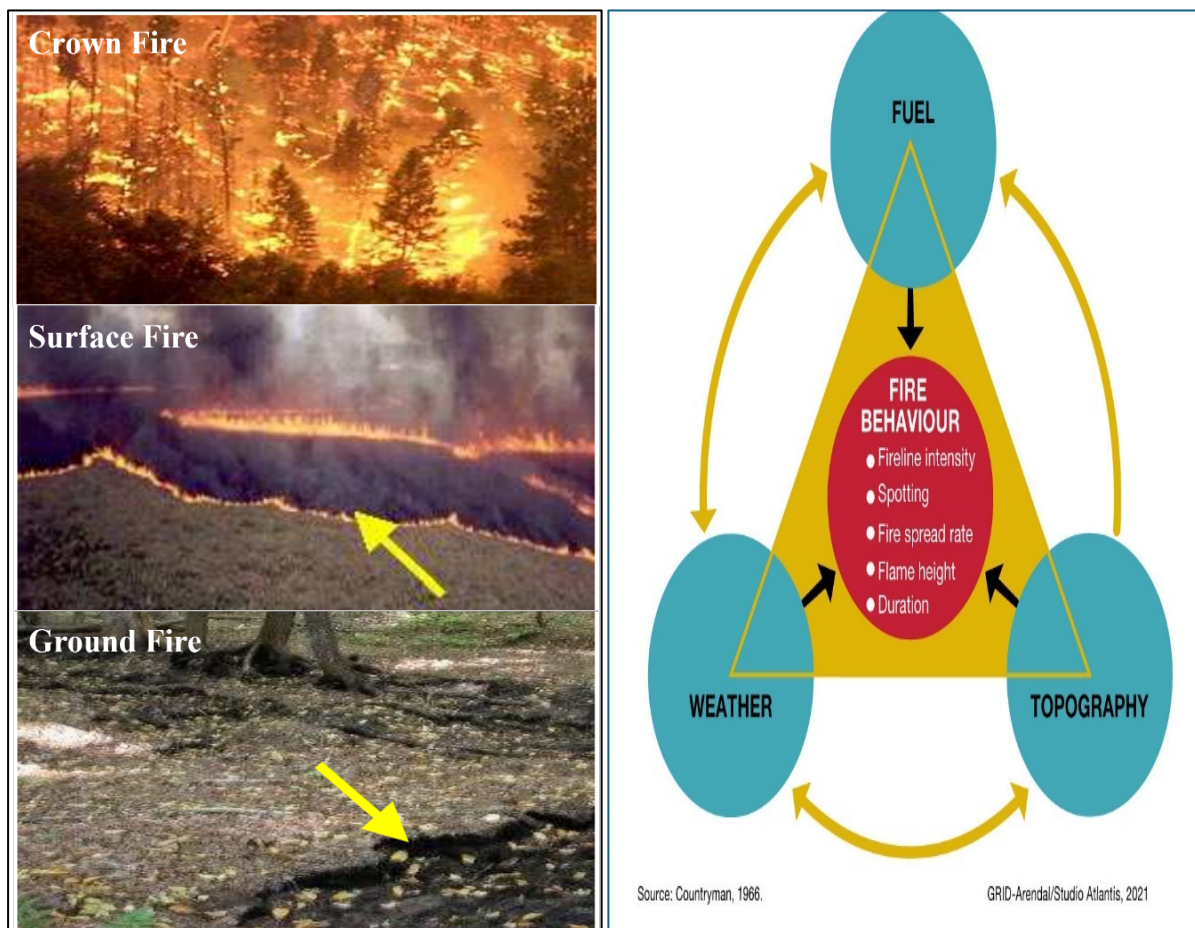 Crown Fire
Surface Fire
Ground Fire
FUEL
FIRE
BEHAVIOUR
Fireline intensity
Spotting
Fire spread rate
Flame height
Duration
WEATHER
TOPOGRAPHY
Source: Countryman, 1966.
GRID-Arendal/Studio Atlantis, 2021